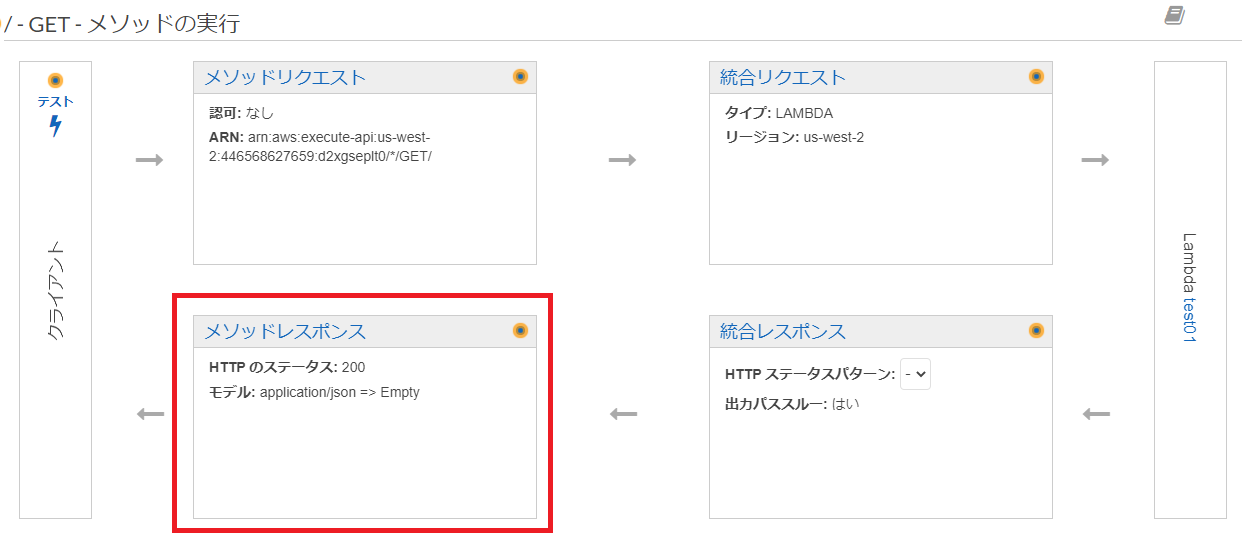 / - GET - メソッドの実行
テスト
クライアント
メソッドリクエスト
認可: なし
ARN: arn:aws:execute-api:us-west-
2:446568627659:d2xgseplt0/*/GET/
統合リクエスト
タイプ: LAMBDA
リージョン: us-west-2
Lambda test01
メソッドレスポンス
HTTP のステータス: 200
モデル: application/json => Empty
統合レスポンス
HTTP ステータスパターン: -
出力パススルー: はい